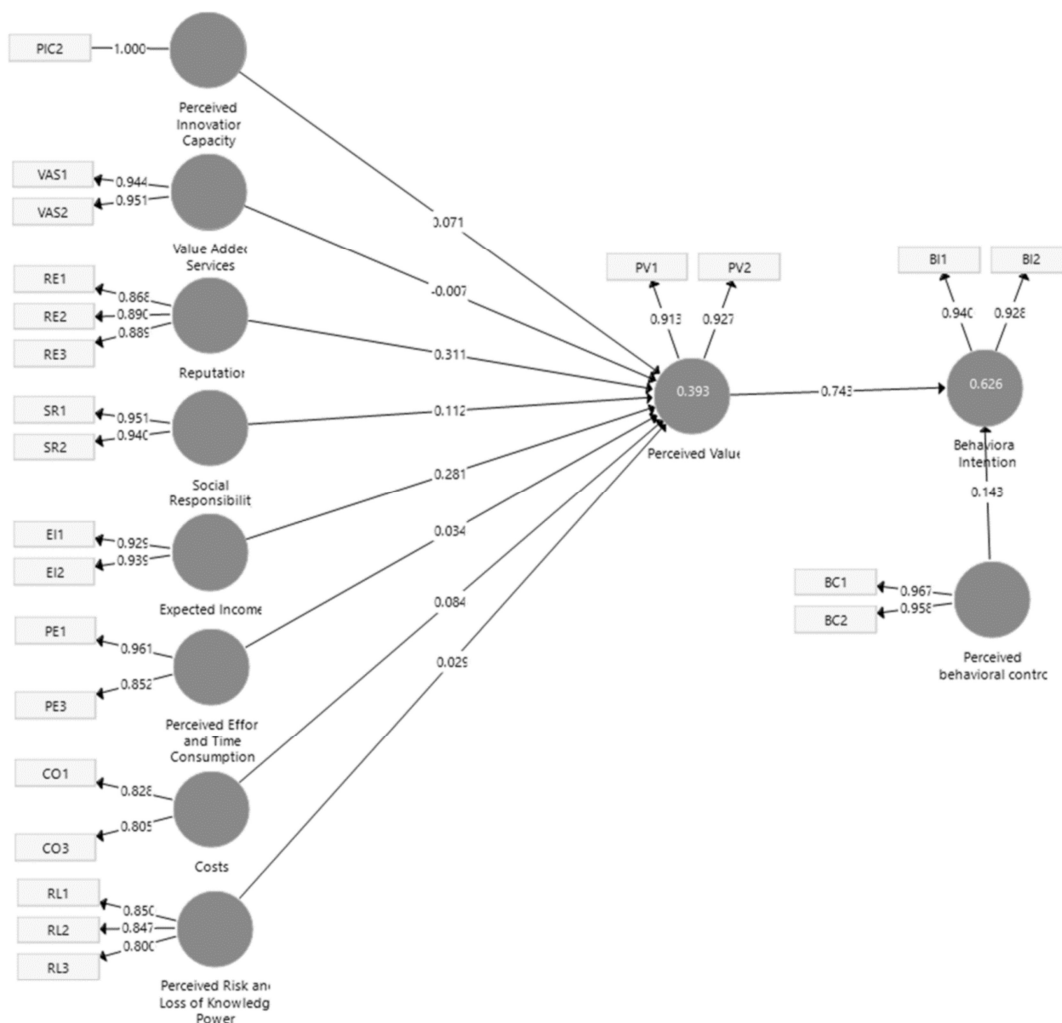 PIC2
1.000
Perceived
Innovation
Capacity
0.071
VAS1
0.944
VAS2
0.951
Value Added
Services
-0.007
RE1
0.868
RE2
0.890
RE3
0.889
Reputation
0.311
SR1
0.951
SR2
0.940
Social
Responsibilit
0.112
EI1
0.929
EI2
0.939
Expected Income
0.281
PE1
0.961
PE3
0.852
Perceived Effor
and Time
Consumption
0.034
CO1
0.828
CO3
0.805
Costs
0.084
RL1
0.850
RL2
0.847
RL3
0.800
Perceived Risk an
Loss of Knowledg
Power
0.029
PV1
PV2
0.913
0.927
0.393
Perceived Value
0.743
BI1
BI2
0.940
0.928
0.626
Behaviora
Intention
0.143
BC1
0.967
BC2
0.958
Perceived
behavioral contro